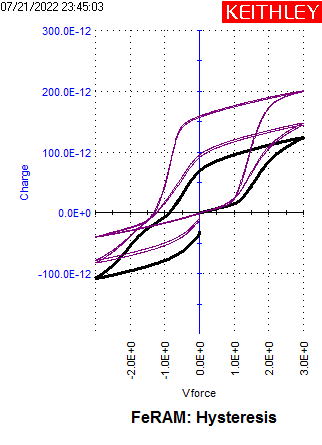 07/21/2022 23:45:03
KEITHLEY
300.0E-12
200.0E-12
100.0E-12
0.0E+0
-100.0E-12
Charge
-2.0E+0
-1.0E+0
0.0E+0
1.0E+0
2.0E+0
3.0E+0
Vforce
FeRAM: Hysteresis